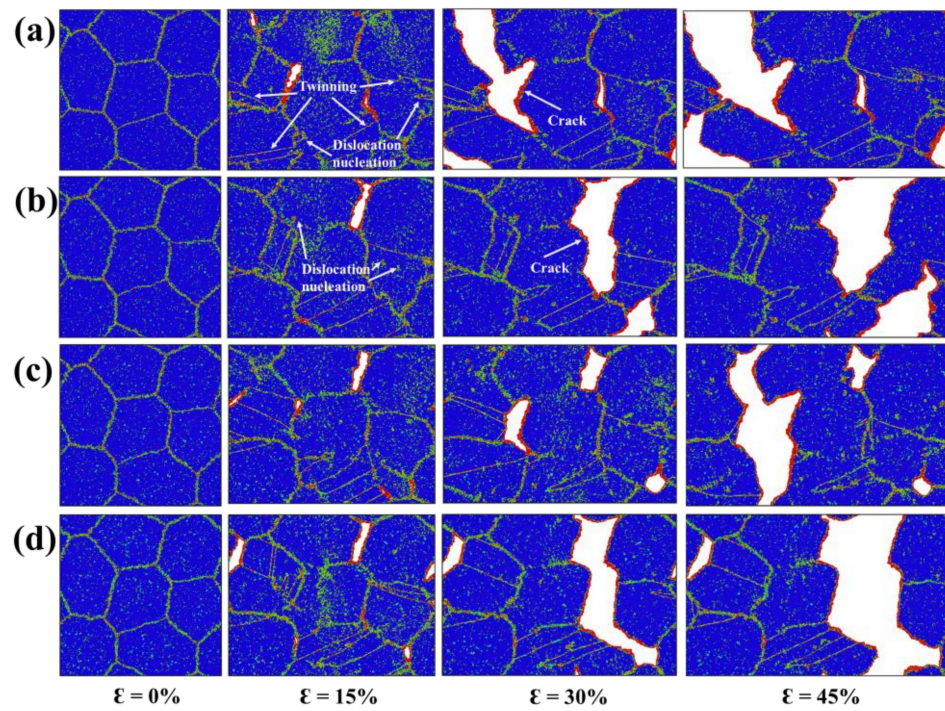 (a)
Twinning
Dislocation
nucleation
Crack
(b)
Dislocation
nucleation
Crack
(c)
(d)
Ɛ = 0%
Ɛ = 15%
Ɛ = 30%
Ɛ = 45%